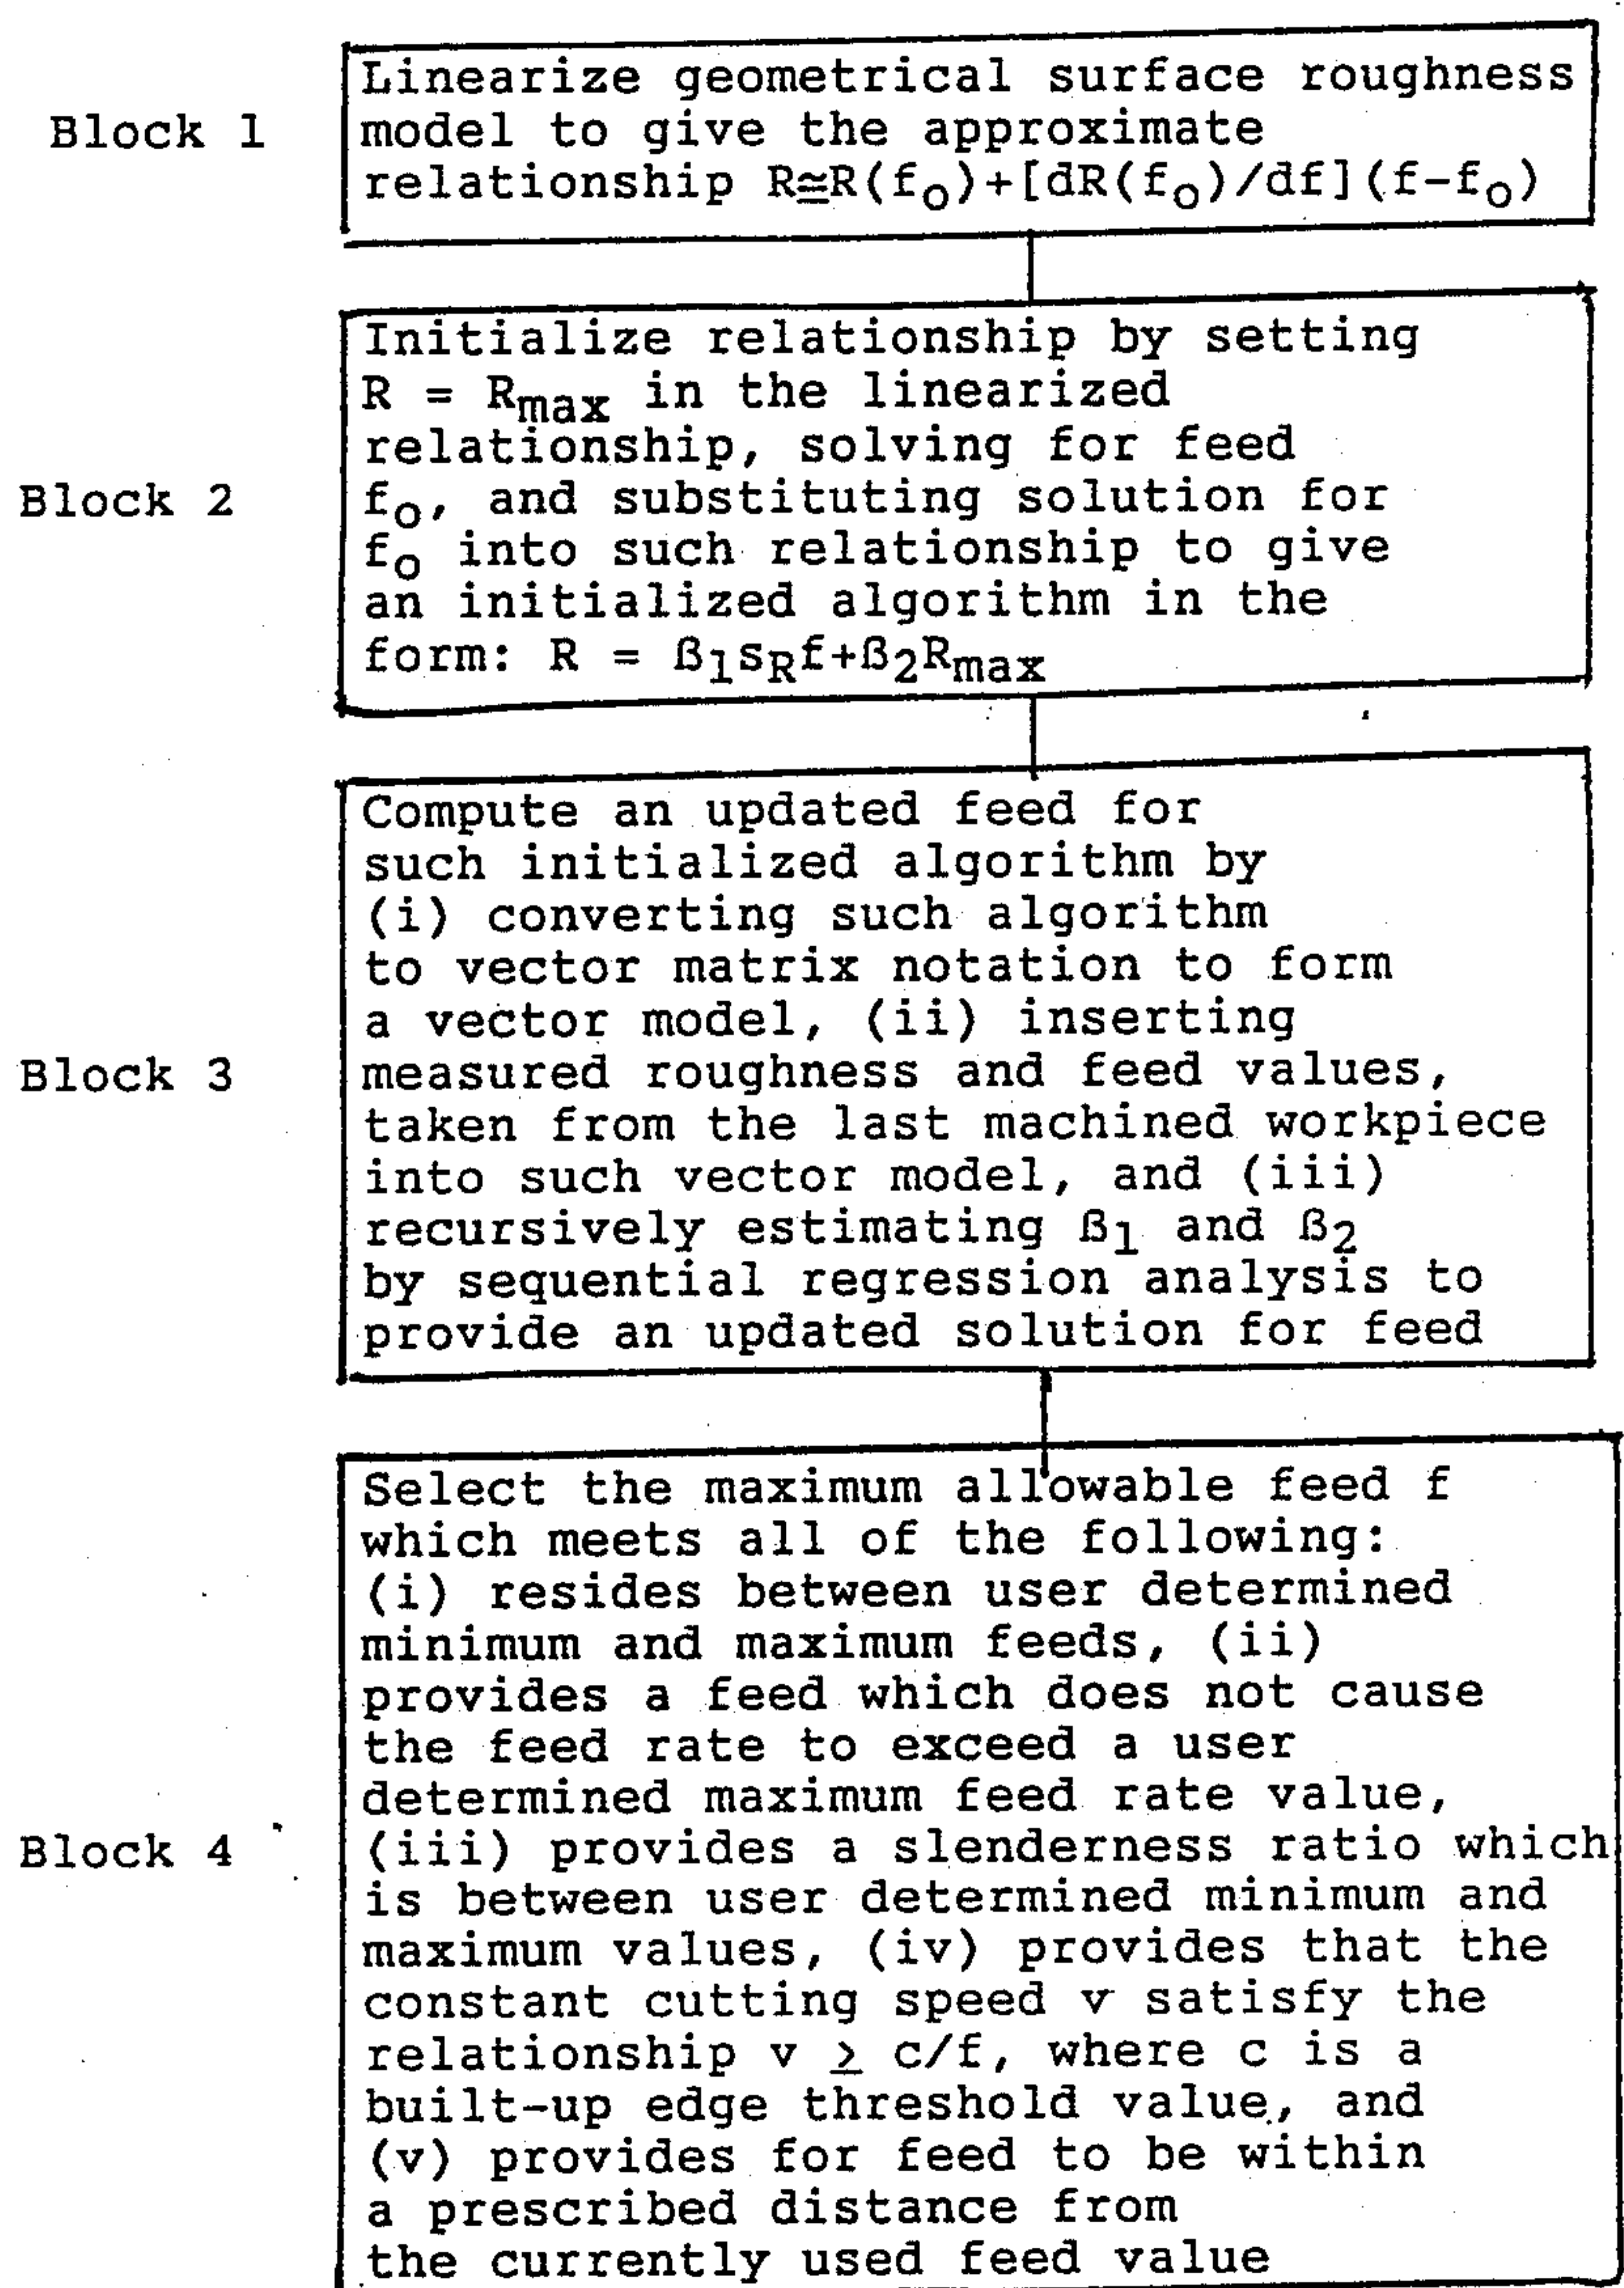 Block 1
Linearize geometrical surface roughness
model to give the approximate
relationship R≅R(fo)+[dR(fo)/df](f-fo)
Block 2
Initialize relationship by setting
R = Rmax in the linearized
relationship, solving for feed
fo, and substituting solution for
fo into such relationship to give
an initialized algorithm in the
form: R = ß1sRf+ß2Rmax
Block 3
Compute an updated feed for
such initialized algorithm by
(i) converting such algorithm
to vector matrix notation to form
a vector model, (ii) inserting
measured roughness and feed values,
taken from the last machined workpiece
into such vector model, and (iii)
recursively estimating ß1 and ß2
by sequential regression analysis to
provide an updated solution for feed
Block 4
Select the maximum allowable feed f
which meets all of the following:
(i) resides between user determined
minimum and maximum feeds, (ii)
provides a feed which does not cause
the feed rate to exceed a user
determined maximum feed rate value,
(iii) provides a slenderness ratio which
is between user determined minimum and
maximum values, (iv) provides that the
constant cutting speed v satisfy the
relationship v ≥ c/f, where c is a
built-up edge threshold value, and
(v) provides for feed to be within
a prescribed distance from
the currently used feed value